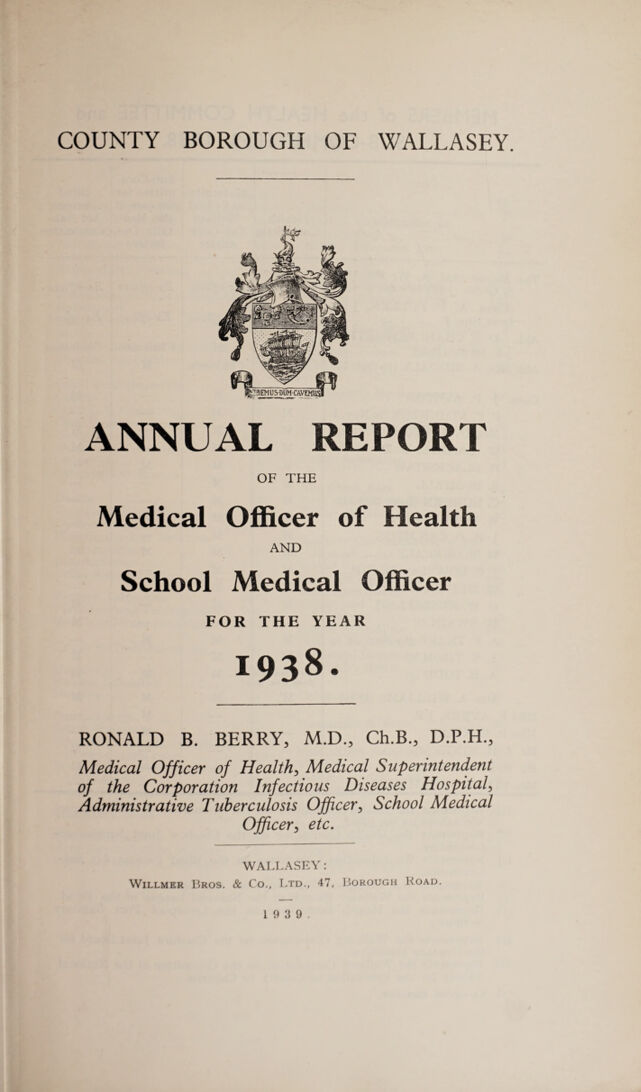 COUNTY BOROUGH OF WALLASEY.
ANNUAL REPORT
OF THE
Medical Officer of Health
AND
School Medical Officer
FOR THE YEAR
1938.
RONALD B. BERRY, M.D., Ch.B., D.P.H.,
Medical Officer of Health, Medical Superintendent
of the Corporation Infectious Diseases Hospital,
Administrative Tuberculosis Officer, School Medical
Officer, etc.
WALLASEY:
WILLMER BROS. & CO., LTD., 47, BOROUGH ROAD.
1939.